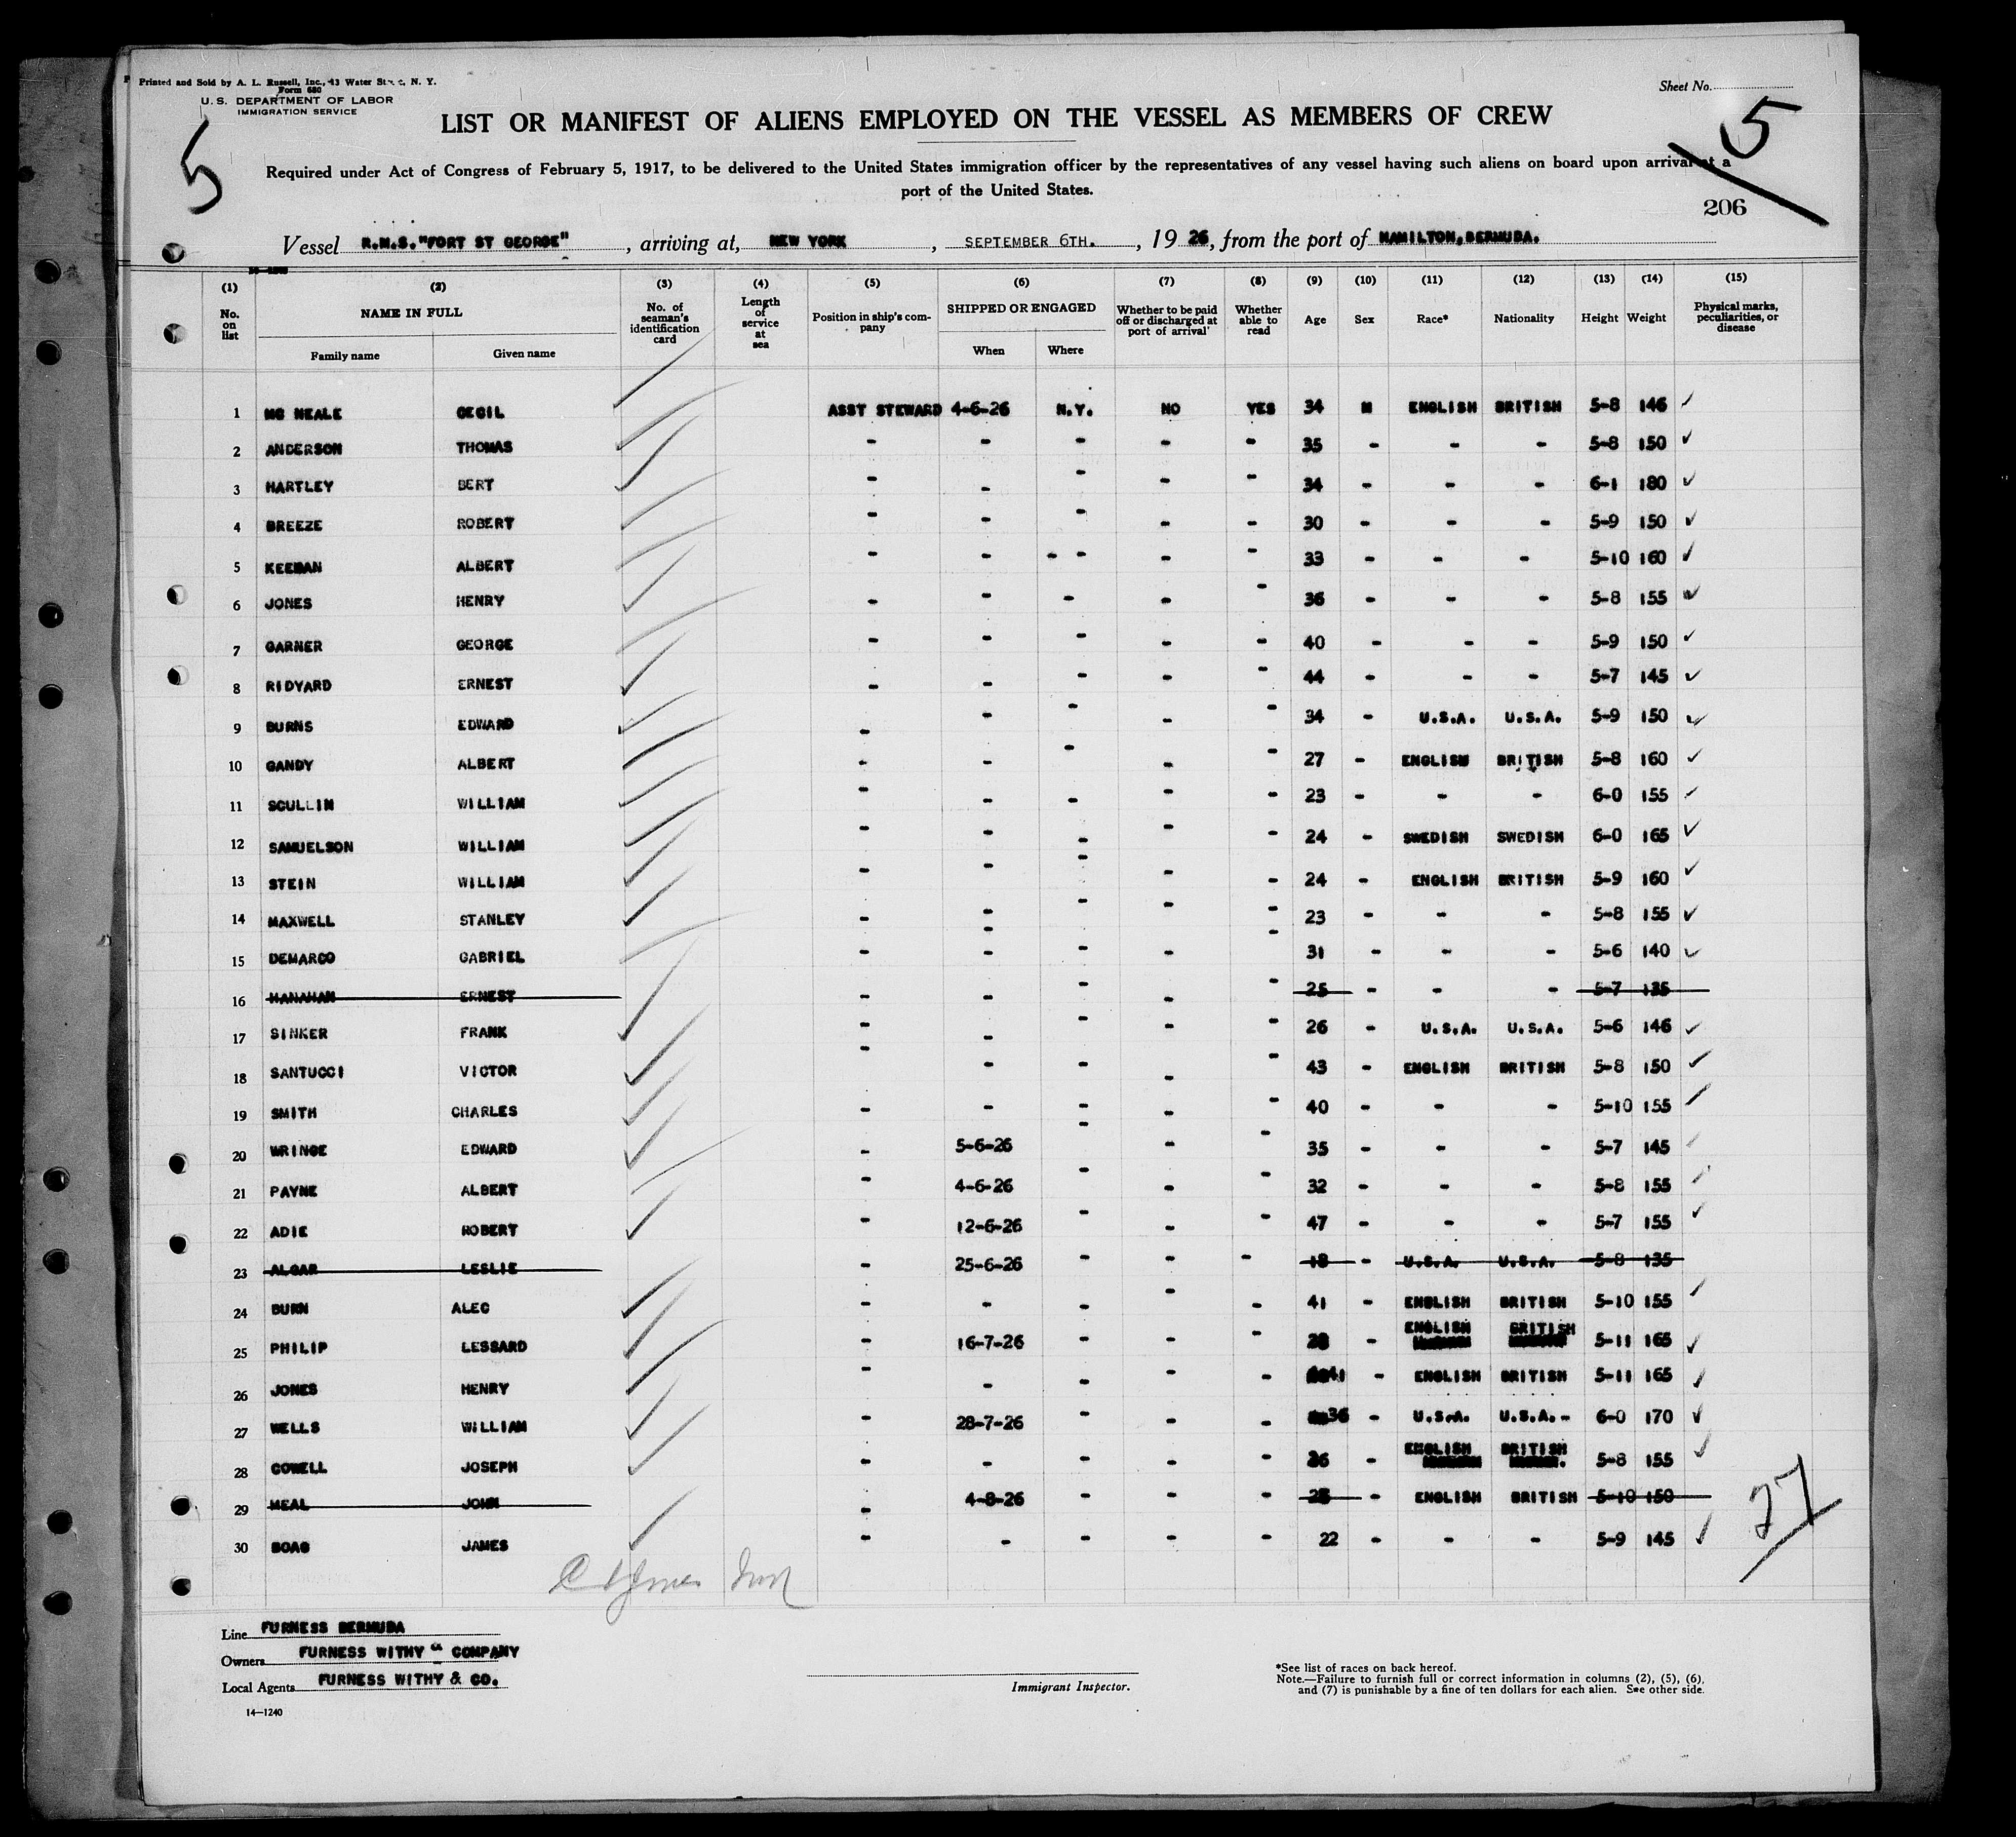 Printed and Sold by A. L. Russell, Inc., 43 Water St., N. Y.
Form 680
U. S. DEPARTMENT OF LABOR
IMMIGRATION SERVICE
Sheet No.
5
5
LIST OR MANIFEST OF ALIENS EMPLOYED ON THE VESSEL AS MEMBERS OF CREW
Required under Act of Congress of February 5, 1917, to be delivered to the United States immigration officer by the representatives of any vessel having such aliens on board upon arrival at a
port of the United States.
206
Vessel R.M.S."FORT ST GEORGE", arriving at, NEW YORK, SEPTEMBER 6TH., 1926, from the port of HAMILTON,BERMUDA.
(1) (2) (3) (4) (5) (6) (7) (8) (9) (10) (11) (12) (13) (14) (15)
No. on list NAME IN FULL Family name Given name No. of seaman's identification card Length of service at sea Position in ship's company SHIPPED OR ENGAGED When Where Whether to be paid off or discharged at port of arrival Whether able to read Age Sex Race* Nationality Height Weight Physical marks, peculiarities, or disease
1 MC NEALE CECIL ASST STEWARD 4-6-26 N.Y. NO YES 34 M ENGLISH BRITISH 5-8 146 ✓
2 ANDERSON THOMAS - - - - - 35 - - - 5-8 150 ✓
3 HARTLEY BERT - - - - - 34 - - - 6-1 180 ✓
4 BREEZE ROBERT - - - - - 30 - - - 5-9 150 ✓
5 KEENAN ALBERT - - - - - - 33 - - - 5-10 160 ✓
6 JONES HENRY - - - - - 36 - - - 5-8 155 ✓
7 GARNER GEORGE - - - - - 40 - - - 5-9 150 ✓
8 RIDYARD ERNEST - - - - - 44 - - - 5-7 145 ✓
9 BURNS EDWARD - - - - - 34 - U.S.A. U.S.A. 5-9 150 ✓
10 GANDY ALBERT - - - - - 27 - ENGLISH BRITISH 5-8 160 ✓
11 SCULLIN WILLIAM - - - - - 23 - - - 6-0 155 ✓
12 SAMUELSON WILLIAM - - - - - 24 - SWEDISH SWEDISH 6-0 165 ✓
13 STEIN WILLIAM - - - - - 24 - ENGLISH BRITISH 5-9 160 ✓
14 MAXWELL STANLEY - - - - - 23 - - - 5-8 155 ✓
15 DEMARCO GABRIEL - - - - - 31 - - - 5-6 140 ✓
16 HANAHAN ERNEST - - - - - 25 - - - 5-7 135
17 SINKER FRANK - - - - - 26 - U.S.A. U.S.A. 5-6 146 ✓
18 SANTUCCI VICTOR - - - - - 43 - ENGLISH BRITISH 5-8 150 ✓
19 SMITH CHARLES - - - - - 40 - - - 5-10 155 ✓
20 WRINGE EDWARD - 5-6-26 - - - 35 - - - 5-7 145 ✓
21 PAYNE ALBERT - 4-6-26 - - - 32 - - - 5-8 155 ✓
22 ADIE ROBERT - 12-6-26 - - - 47 - - - 5-7 155 ✓
23 ALGAR LESLIE - 25-6-26 - - - 18 - U.S.A. U.S.A. 5-8 135
24 BURN ALEC - - - - - 41 - ENGLISH BRITISH 5-10 155 ✓
25 PHILIP LESSARD - 16-7-26 - - - 28 - ENGLISH BRITISH 5-11 165 ✓
26 JONES HENRY - - - - - 41 - ENGLISH BRITISH 5-11 165 ✓
27 WELLS WILLIAM - 28-7-26 - - - 36 - U.S.A. U.S.A. - 6-0 170 ✓
28 COWELL JOSEPH - - - - - 26 - ENGLISH BRITISH 5-8 155 ✓
29 MEAL JOHN - 4-8-26 - - - - ENGLISH BRITISH 5-10 150
30 BOAG JAMES - - - - - 22 - - - 5-9 145 ✓
27
Line FURNESS BERMUDA
Owners FURNESS WITHY & COMPANY
Local Agents FURNESS WITHY & CO.
Immigrant Inspector.
*See list of races on back hereof.
Note.—Failure to furnish full or correct information in columns (2), (5), (6),
and (7) is punishable by a fine of ten dollars for each alien. See other side.
14—1240